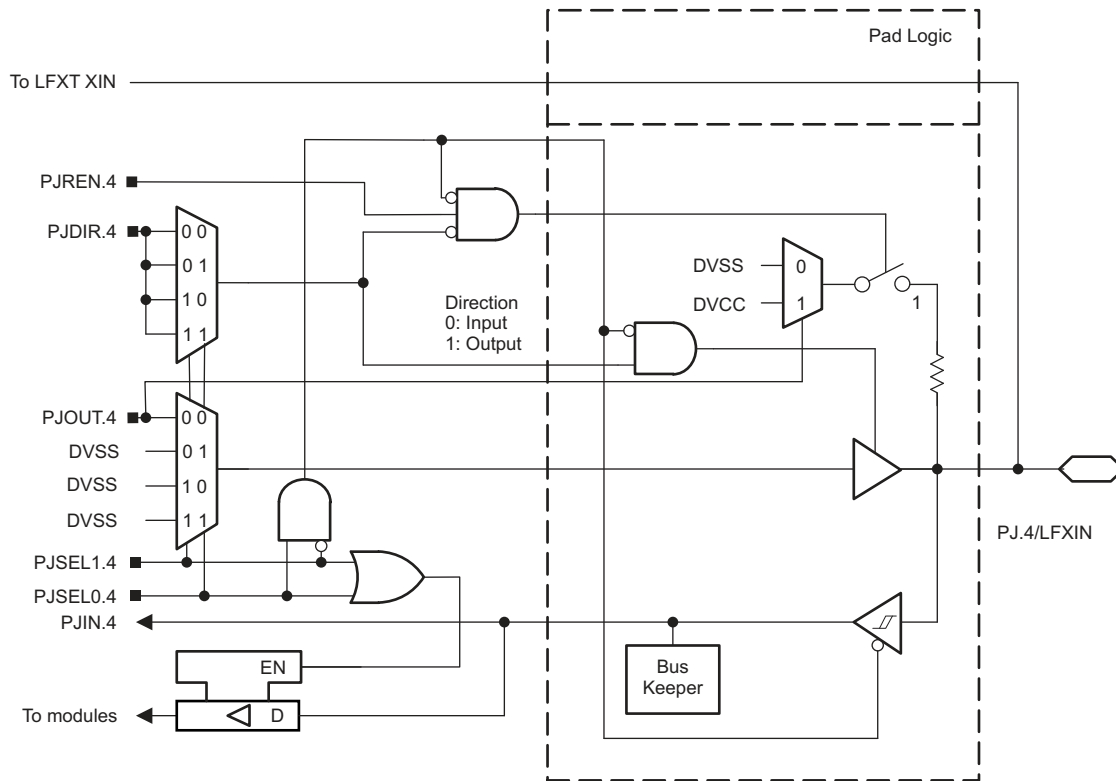 Pad Logic
To LFXT XIN
PJREN.4
PJDIR.4
0 0
0 1
1 0
1 1
Direction
0: Input
1: Output
DVSS
0
DVCC
1
1
PJOUT.4
0 0
DVSS
0 1
DVSS
1 0
DVSS
1 1
PJSEL1.4
PJSEL0.4
PJIN.4
PJ.4/LFXIN
EN
D
To modules
Bus
Keeper